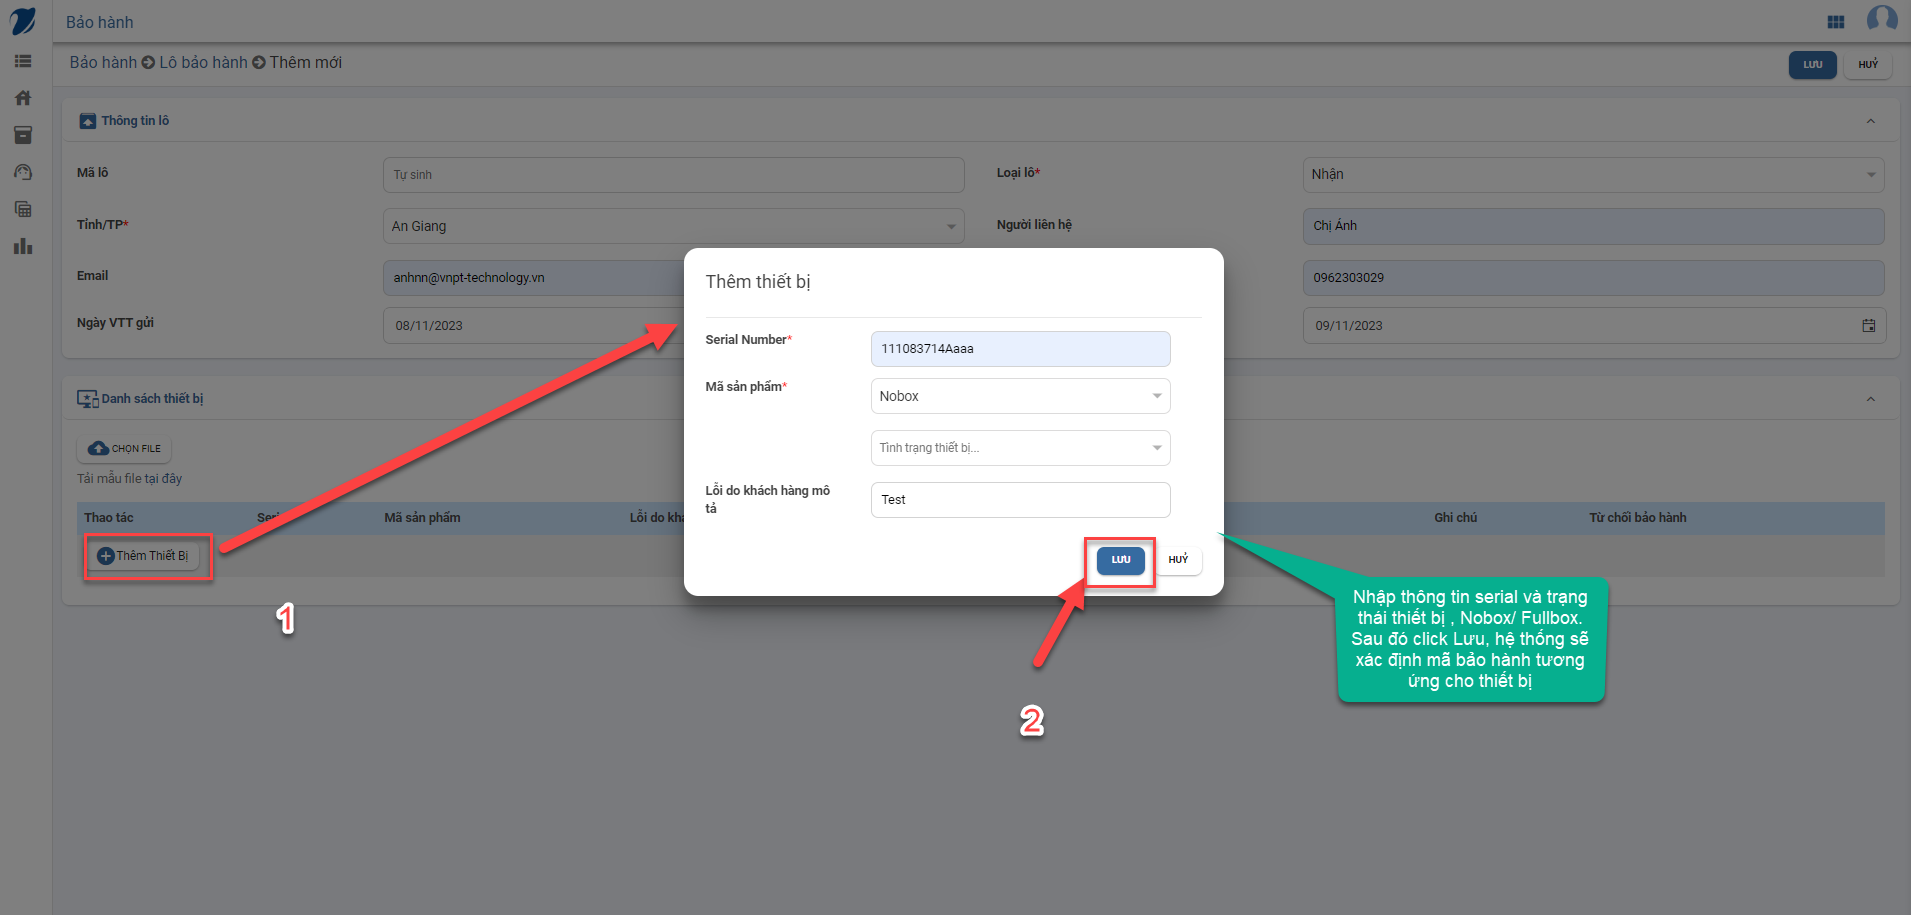 Bảo hành
Bảo hành Lô bảo hành Thêm mới
LƯU
HUỶ
Thông tin lô
Mã lô
Tự sinh
Loại lô*
Nhận
Tỉnh/TP*
An Giang
Người liên hệ
Chị Ánh
Email
anhnn@vnpt-technology.vn
0962303029
Ngày VTT gửi
08/11/2023
09/11/2023
Danh sách thiết bị
CHỌN FILE
Tải mẫu file tại đây
Thao tác
Mã sản phẩm
Ghi chú
Từ chối bảo hành
Thêm Thiết Bị
1
Thêm thiết bị
Serial Number*
111083714Aaaa
Mã sản phẩm*
Nobox
Tình trạng thiết bị...
Lỗi do khách hàng mô
tả
Test
LƯU
HUỶ
2
Nhập thông tin serial và trạng
thái thiết bị , Nobox/ Fullbox.
Sau đó click Lưu, hệ thống sẽ
xác định mã bảo hành tương
ứng cho thiết bị